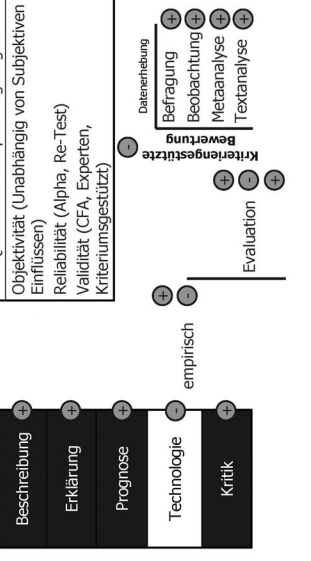 Objektivität (Unabhängig von Subjektiven
Einflüssen)
Reliabilität (Alpha, Re-Test)
Validität (CFA, Experten,
Kriteriumsgestützt)
Beschreibung +
Erklärung +
Prognose +
Technologie -
Kritik +
empirisch
+
-
Evaluation
+
-
+
Kriteriengestützte
Bewertung
-
Datenerhebung
Befragung +
Beobachtung +
Metaanalyse +
Textanalyse +